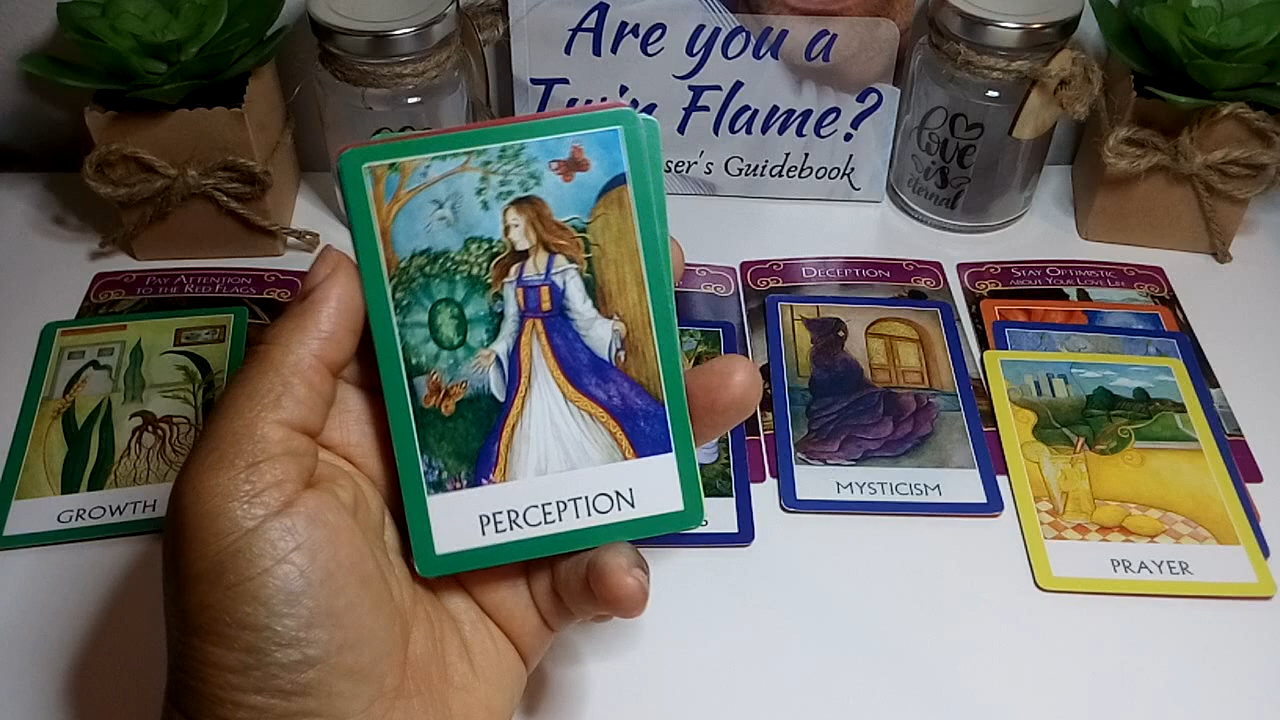 Are you a
Twin Flame?
ser's Guidebook
love
is
eternal
PAY ATTENTION
TO THE RED FLAGS
DECEPTION
STAY OPTIMISTIC
ABOUT YOUR LOVE LIFE
GROWTH
PERCEPTION
MYSTICISM
PRAYER